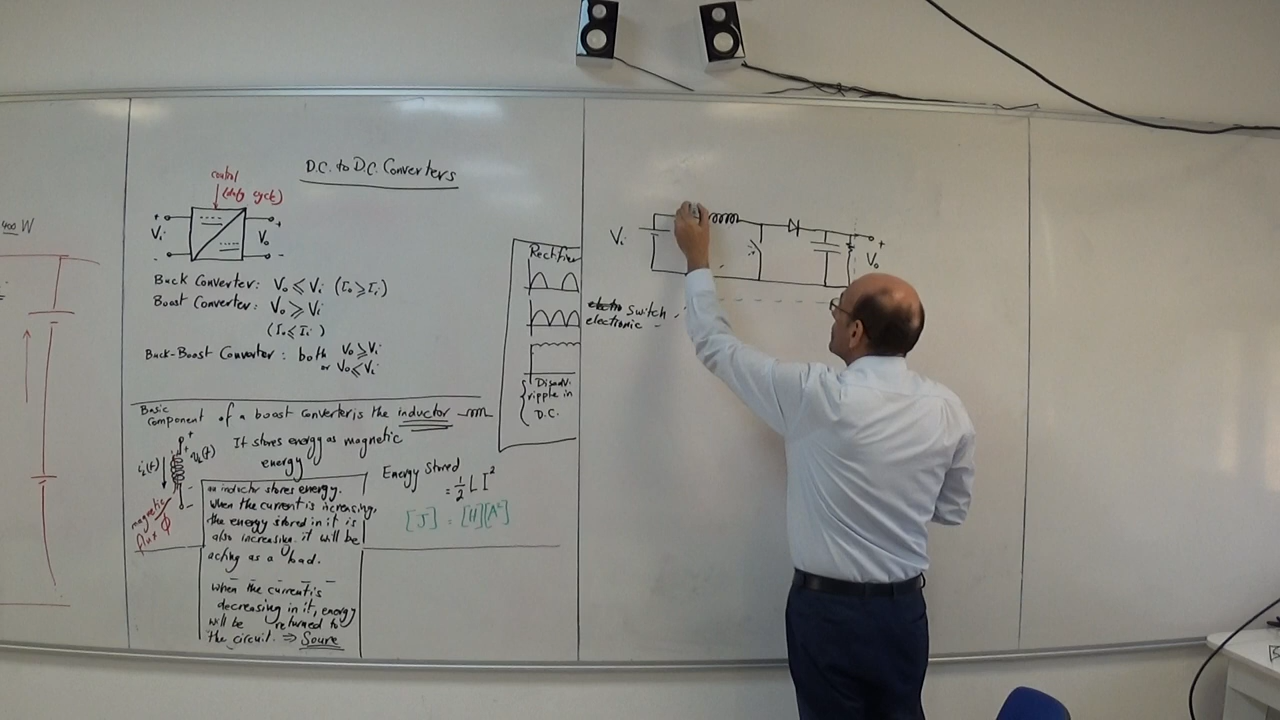 400 W
D.C. to D.C. Converters
control
(duty cycle)
+ +
Vi Vo
- -
Buck Converter: Vo ≤ Vi (Io ≥ Ii)
Boost Converter: Vo ≥ Vi
(Io ≤ Ii)
Buck-Boost Converter: both Vo ≥ Vi
or Vo ≤ Vi
Basic
component of a boost converter is the inductor
It stores energy as magnetic
energy
+
+
iL(t) vL(t)
-
-
magnetic
flux Φ
an inductor stores energy.
When the current is increasing,
the energy stored in it is
also increasing. it will be
acting as a load.
when the current is
decreasing in it, energy
will be returned to
the circuit. ⇒ Soure
Energy Stored
= 1/2 L I²
[J] = [H][A²]
Rectifier
Disadv.
ripple in
D.C.
Vi
+
Vo
switch
electronic